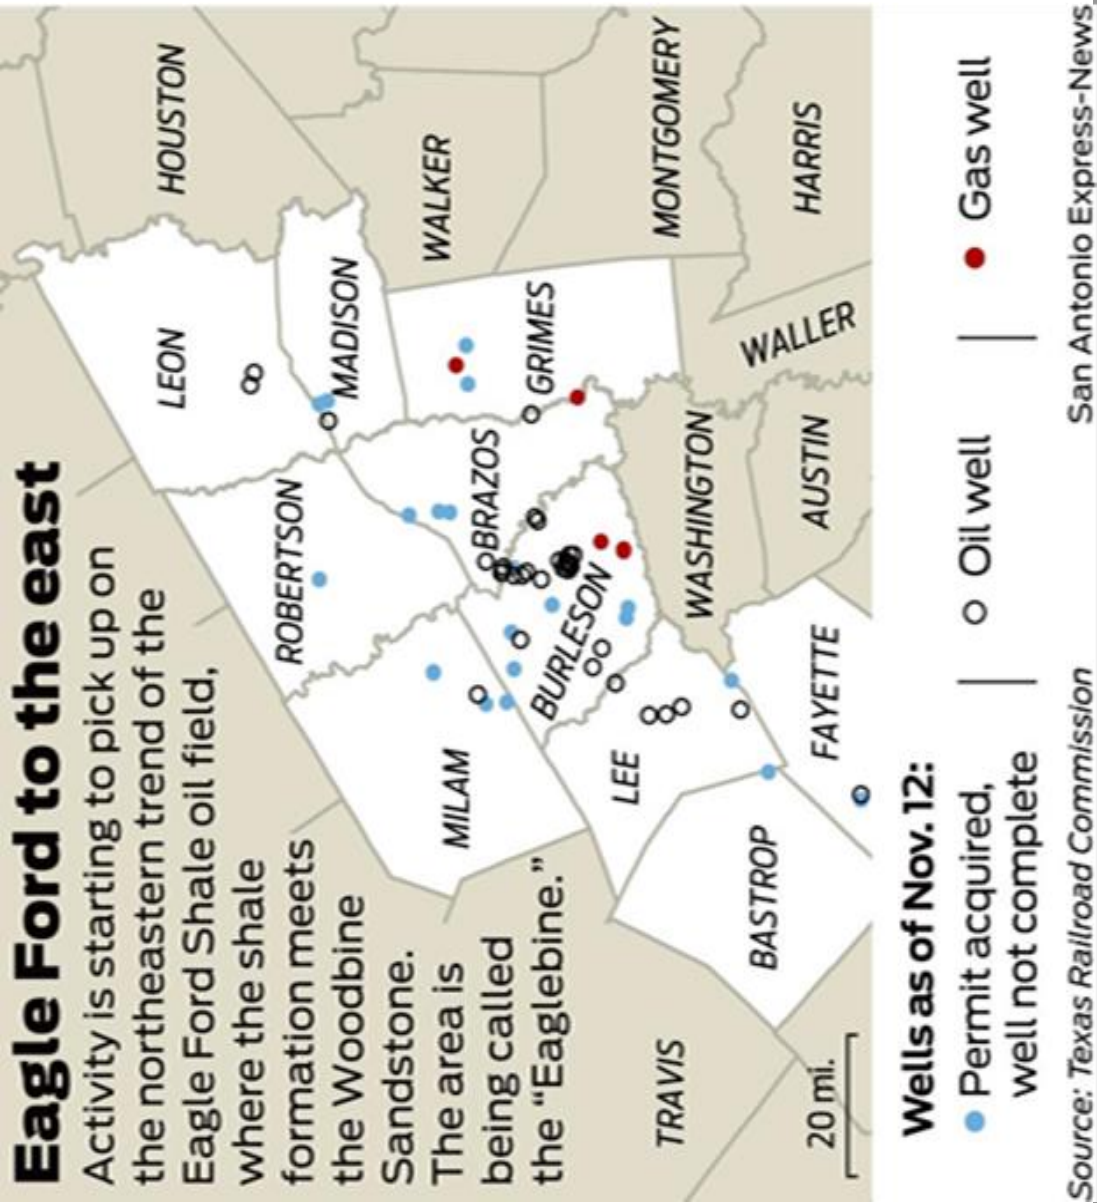 Eagle Ford to the east
Activity is starting to pick up on
the northeastern trend of the
Eagle Ford Shale oil field,
where the shale
formation meets
the Woodbine
Sandstone.
The area is
being called
the “Eaglebine.”
HOUSTON
LEON
ROBERTSON
MADISON
WALKER
MILAM
BRAZOS
GRIMES
BURLESON
MONTGOMERY
LEE
TRAVIS
WASHINGTON
BASTROP
FAYETTE
AUSTIN
WALLER
HARRIS
20 mi.
Wells as of Nov. 12:
Permit acquired,
well not complete
Oil well
Gas well
Source: Texas Railroad Commission
San Antonio Express-News